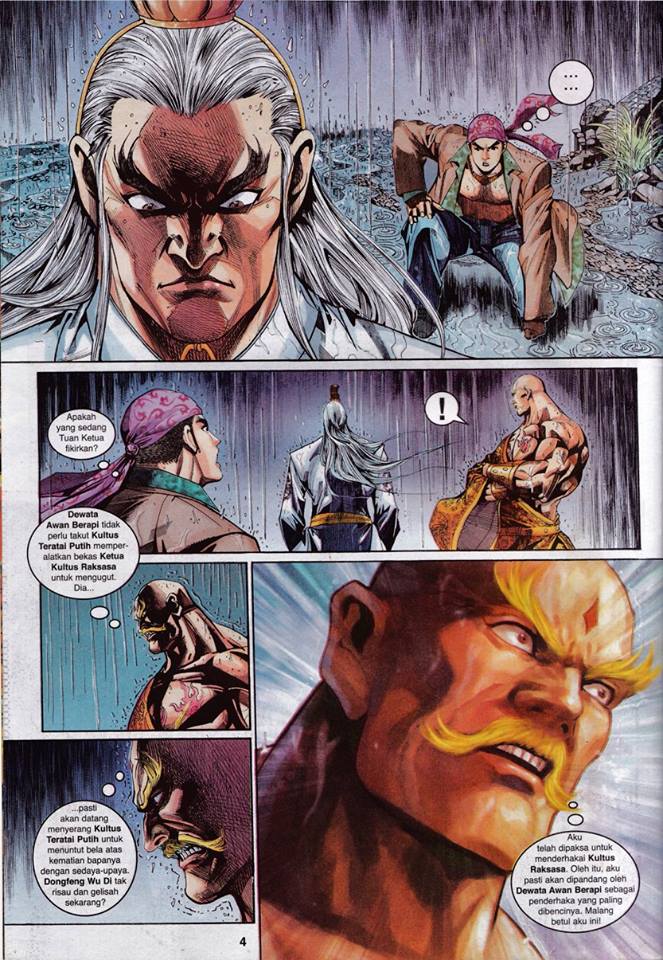 ... ...
Apakah
yang sedang
Tuan Ketua
fikirkan?
!
Dewata
Awan Berapi tidak
perlu takut Kultus
Teratai Putih memper-
alatkan bekas Ketua
Kultus Raksasa
untuk mengugut.
Dia...
...pasti
akan datang
menyerang Kultus
Teratai Putih untuk
menuntut bela atas
kematian bapanya
dengan sedaya-upaya.
Dongfeng Wu Di tak
risau dan gelisah
sekarang?
Aku
telah dipaksa untuk
menderhakai Kultus
Raksasa. Oleh itu, aku
pasti akan dipandang oleh
Dewata Awan Berapi sebagai
penderhaka yang paling
dibencinya. Malang
betul aku ini!
4